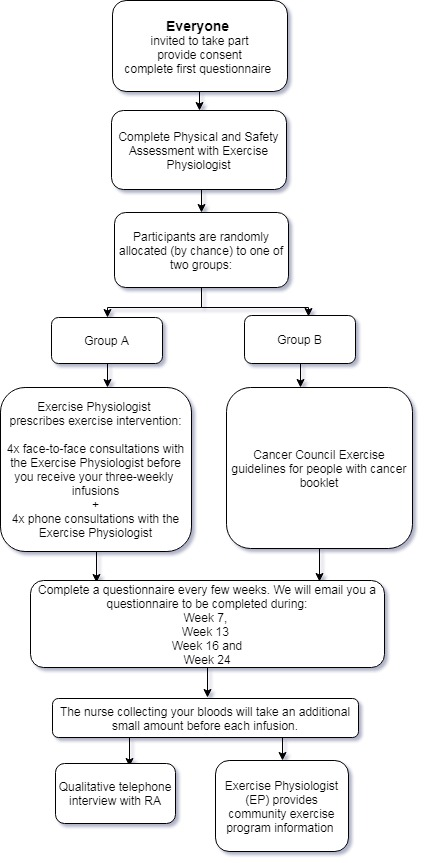 Everyone
invited to take part
provide consent
complete first questionnaire
Complete Physical and Safety
Assessment with Exercise
Physiologist
Participants are randomly
allocated (by chance) to one of
two groups:
Group A
Group B
Exercise Physiologist
prescribes exercise intervention:
4x face-to-face consultations with
the Exercise Physiologist before
you receive your three-weekly
infusions
+
4x phone consultations with the
Exercise Physiologist
Cancer Council Exercise
guidelines for people with cancer
booklet
Complete a questionnaire every few weeks. We will email you a
questionnaire to be completed during:
Week 7,
Week 13
Week 16 and
Week 24
The nurse collecting your bloods will take an additional
small amount before each infusion.
Qualitative telephone
interview with RA
Exercise Physiologist
(EP) provides
community exercise
program information